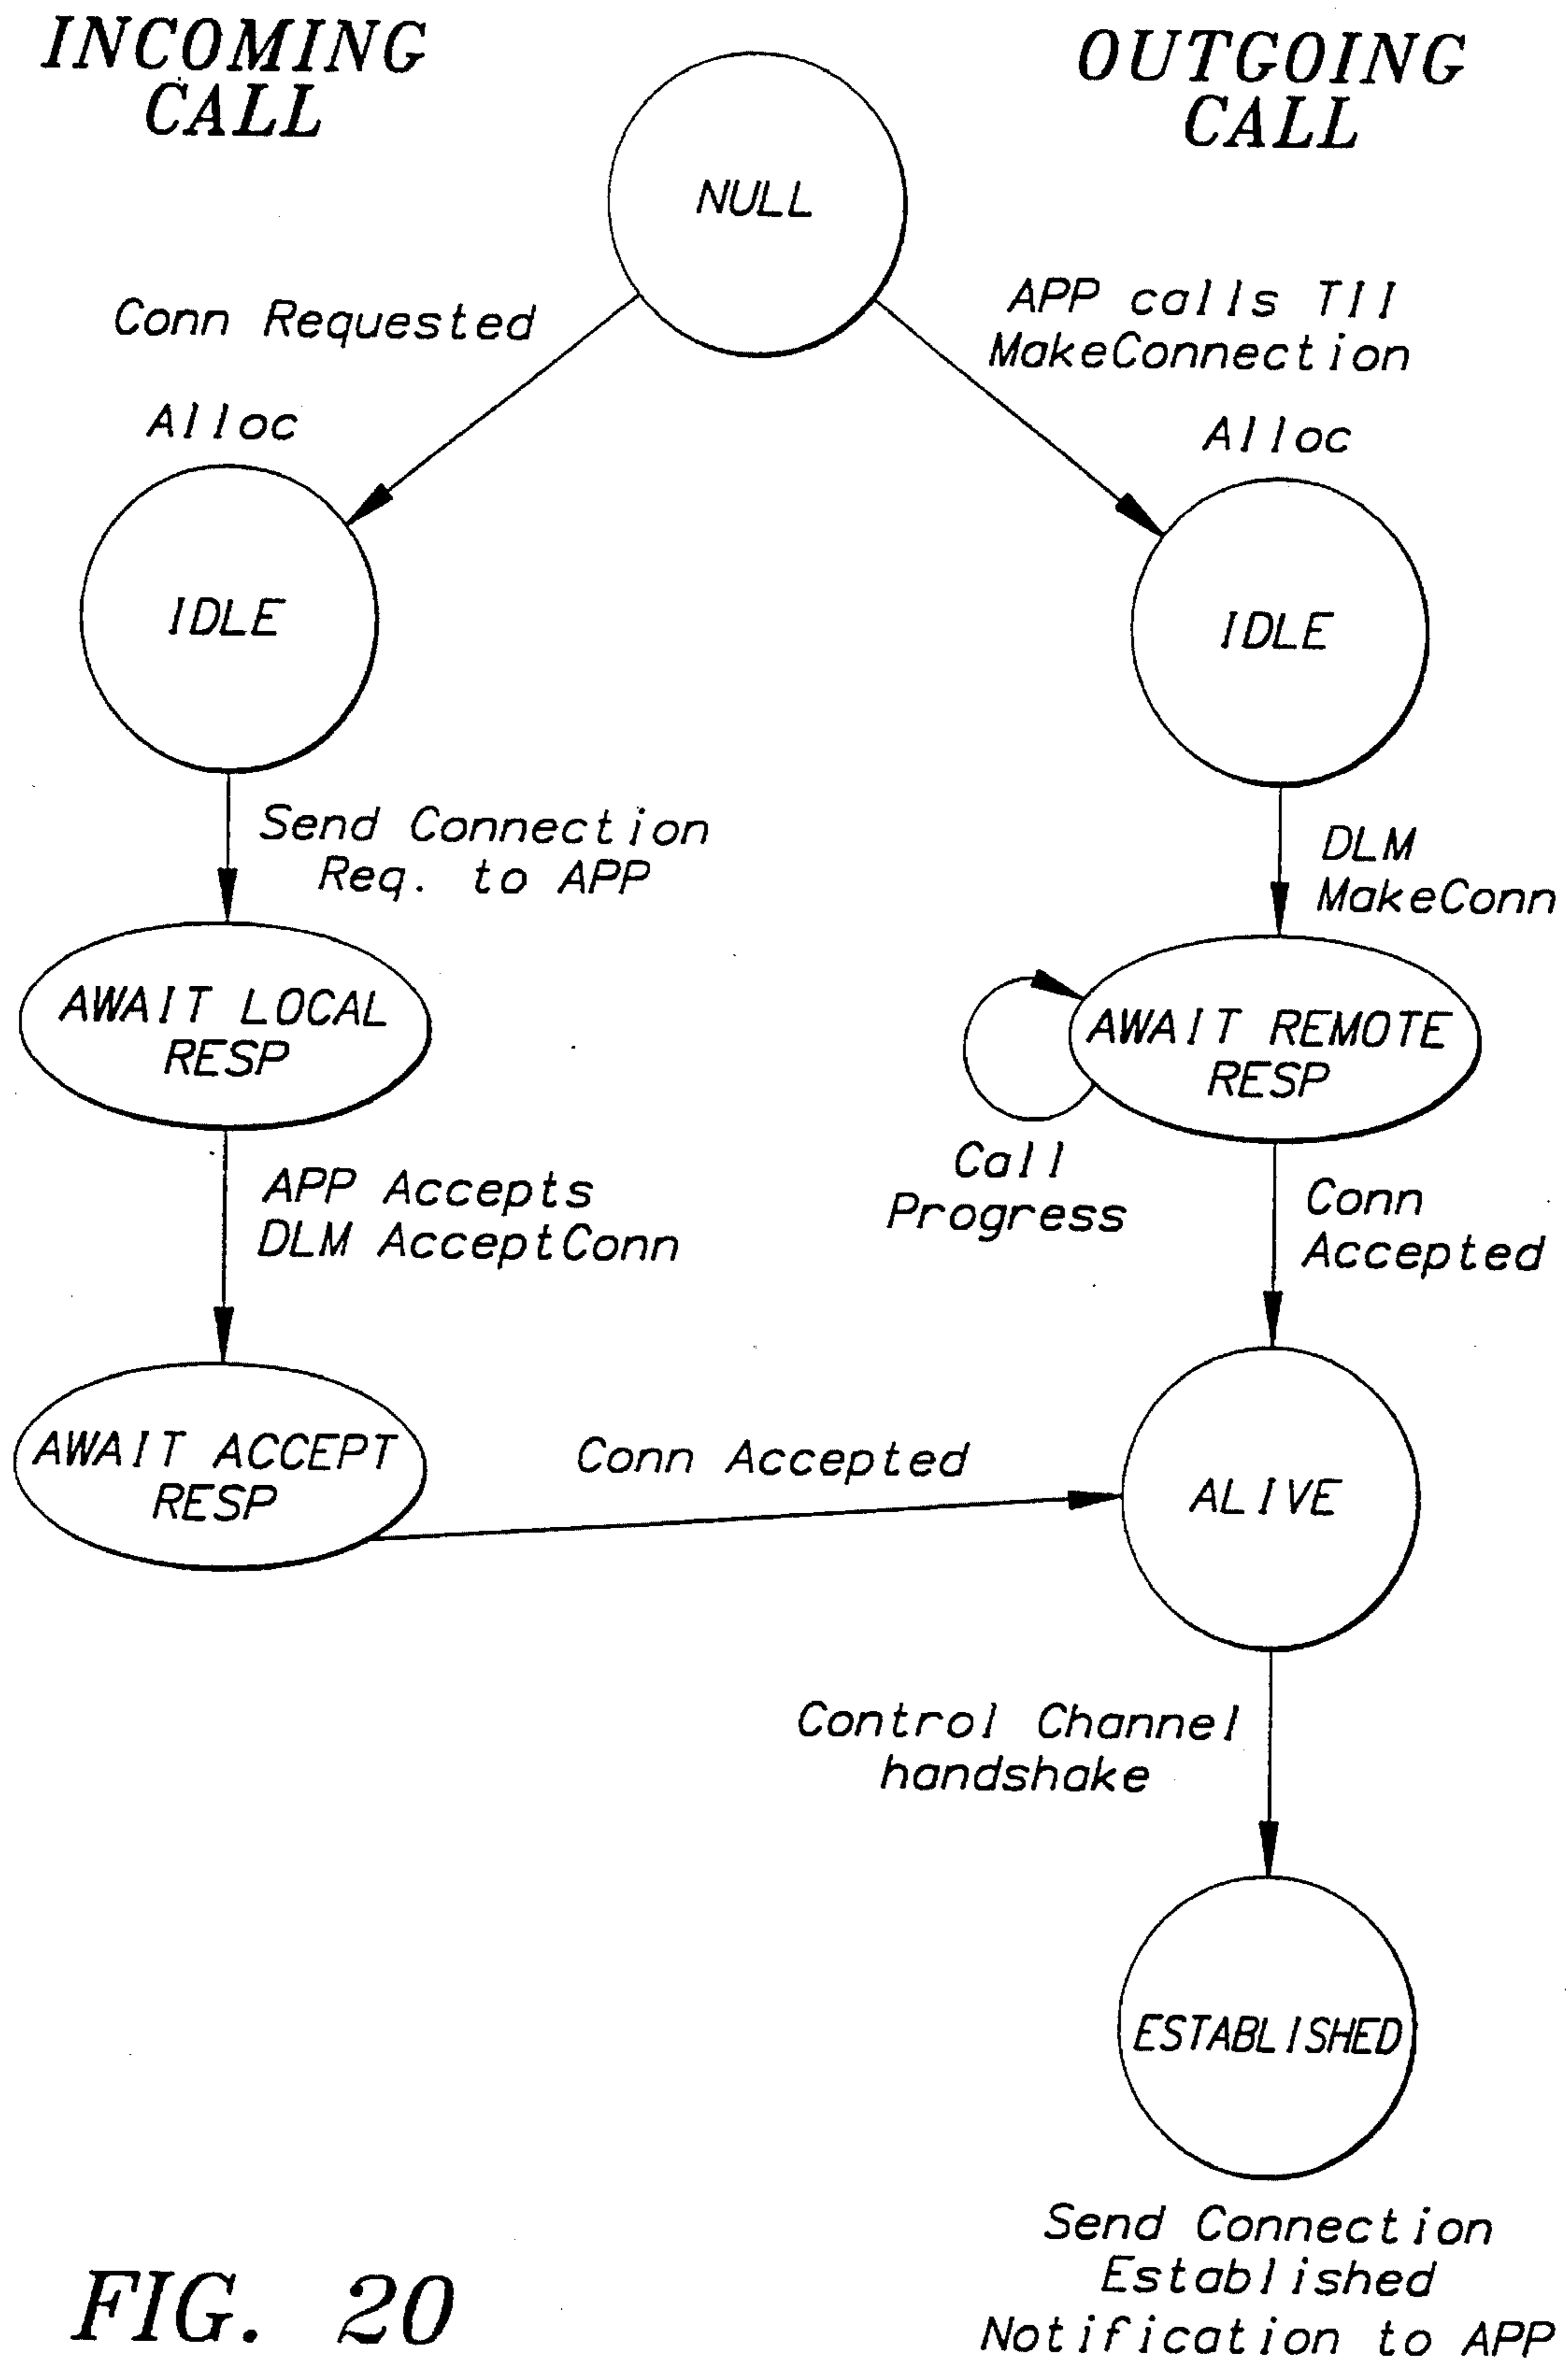 INCOMING
CALL
OUTGOING
CALL
NULL
Conn Requested
APP calls TII
MakeConnection
Alloc
Alloc
IDLE
IDLE
Send Connection
Req. to APP
DLM
MakeConn
AWAIT LOCAL
RESP
AWAIT REMOTE
RESP
Call
Progress
APP Accepts
DLM AcceptConn
Conn
Accepted
AWAIT ACCEPT
RESP
Conn Accepted
ALIVE
Control Channel
handshake
ESTABLISHED
Send Connection
Established
Notification to APP
FIG. 20